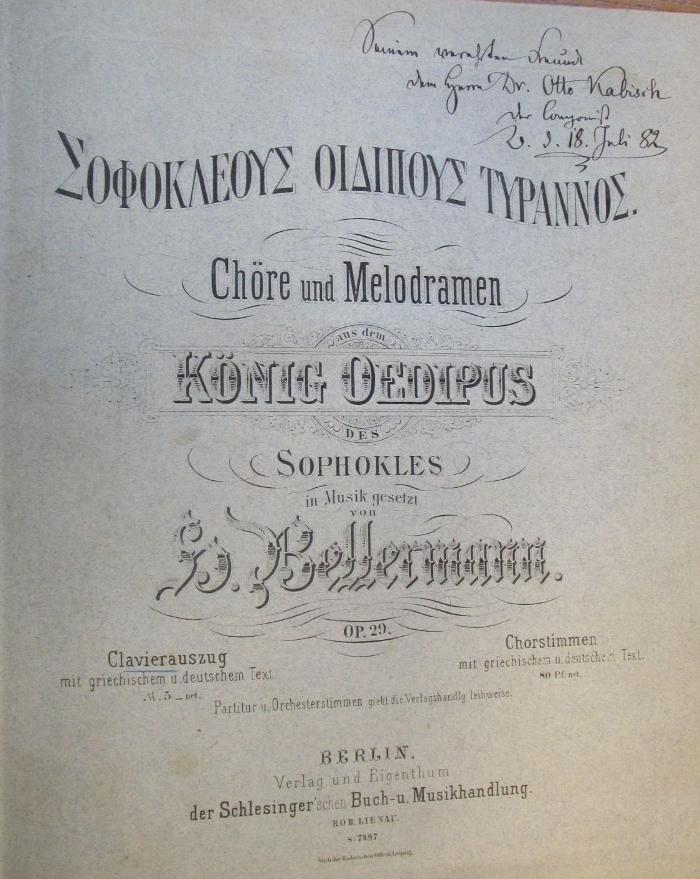 Seinem verehrten Freund
dem Herrn Dr. Otto Kabisch
der Componist
18. Juli 82
ΣΟΦΟΚΛΕΟΥΣ ΟΙΔΙΠΟΥΣ ΤΥΡΑΝΝΟΣ.
Chöre und Melodramen
aus dem
KÖNIG OEDIPUS
DES
SOPHOKLES
in Musik gesetzt
von
H. Bellermann.
OP. 29.
Clavierauszug
mit griechischem u. deutschem Text.
M. 5 _ net.
Chorstimmen
mit griechischem u. deutschem Text.
80 Pf. net.
Partitur u. Orchesterstimmen giebt die Verlagshandlg leihweise.
BERLIN,
Verlag und Eigenthum
der Schlesinger'schen Buch- u. Musikhandlung.
ROB. LIENAU.
S. 7487